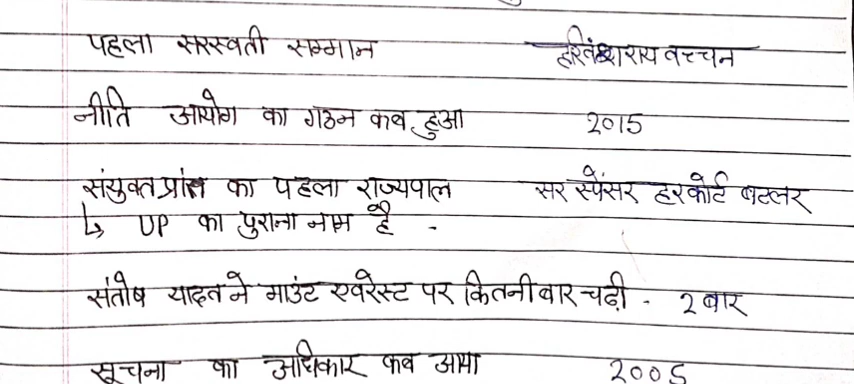 पहला सरस्वती सम्मान हरिवंशराय बच्चन
नीति आयोग का गठन कब हुआ 2015
संयुक्त प्रांत का पहला राज्यपाल सर स्पेंसर हरकोर्ट बटलर
↳ UP का पुराना नाम है -
संतोष यादव ने माउंट एवरेस्ट पर कितनी बार चढ़ी - 2 बार
सूचना का अधिकार कब आया 2005